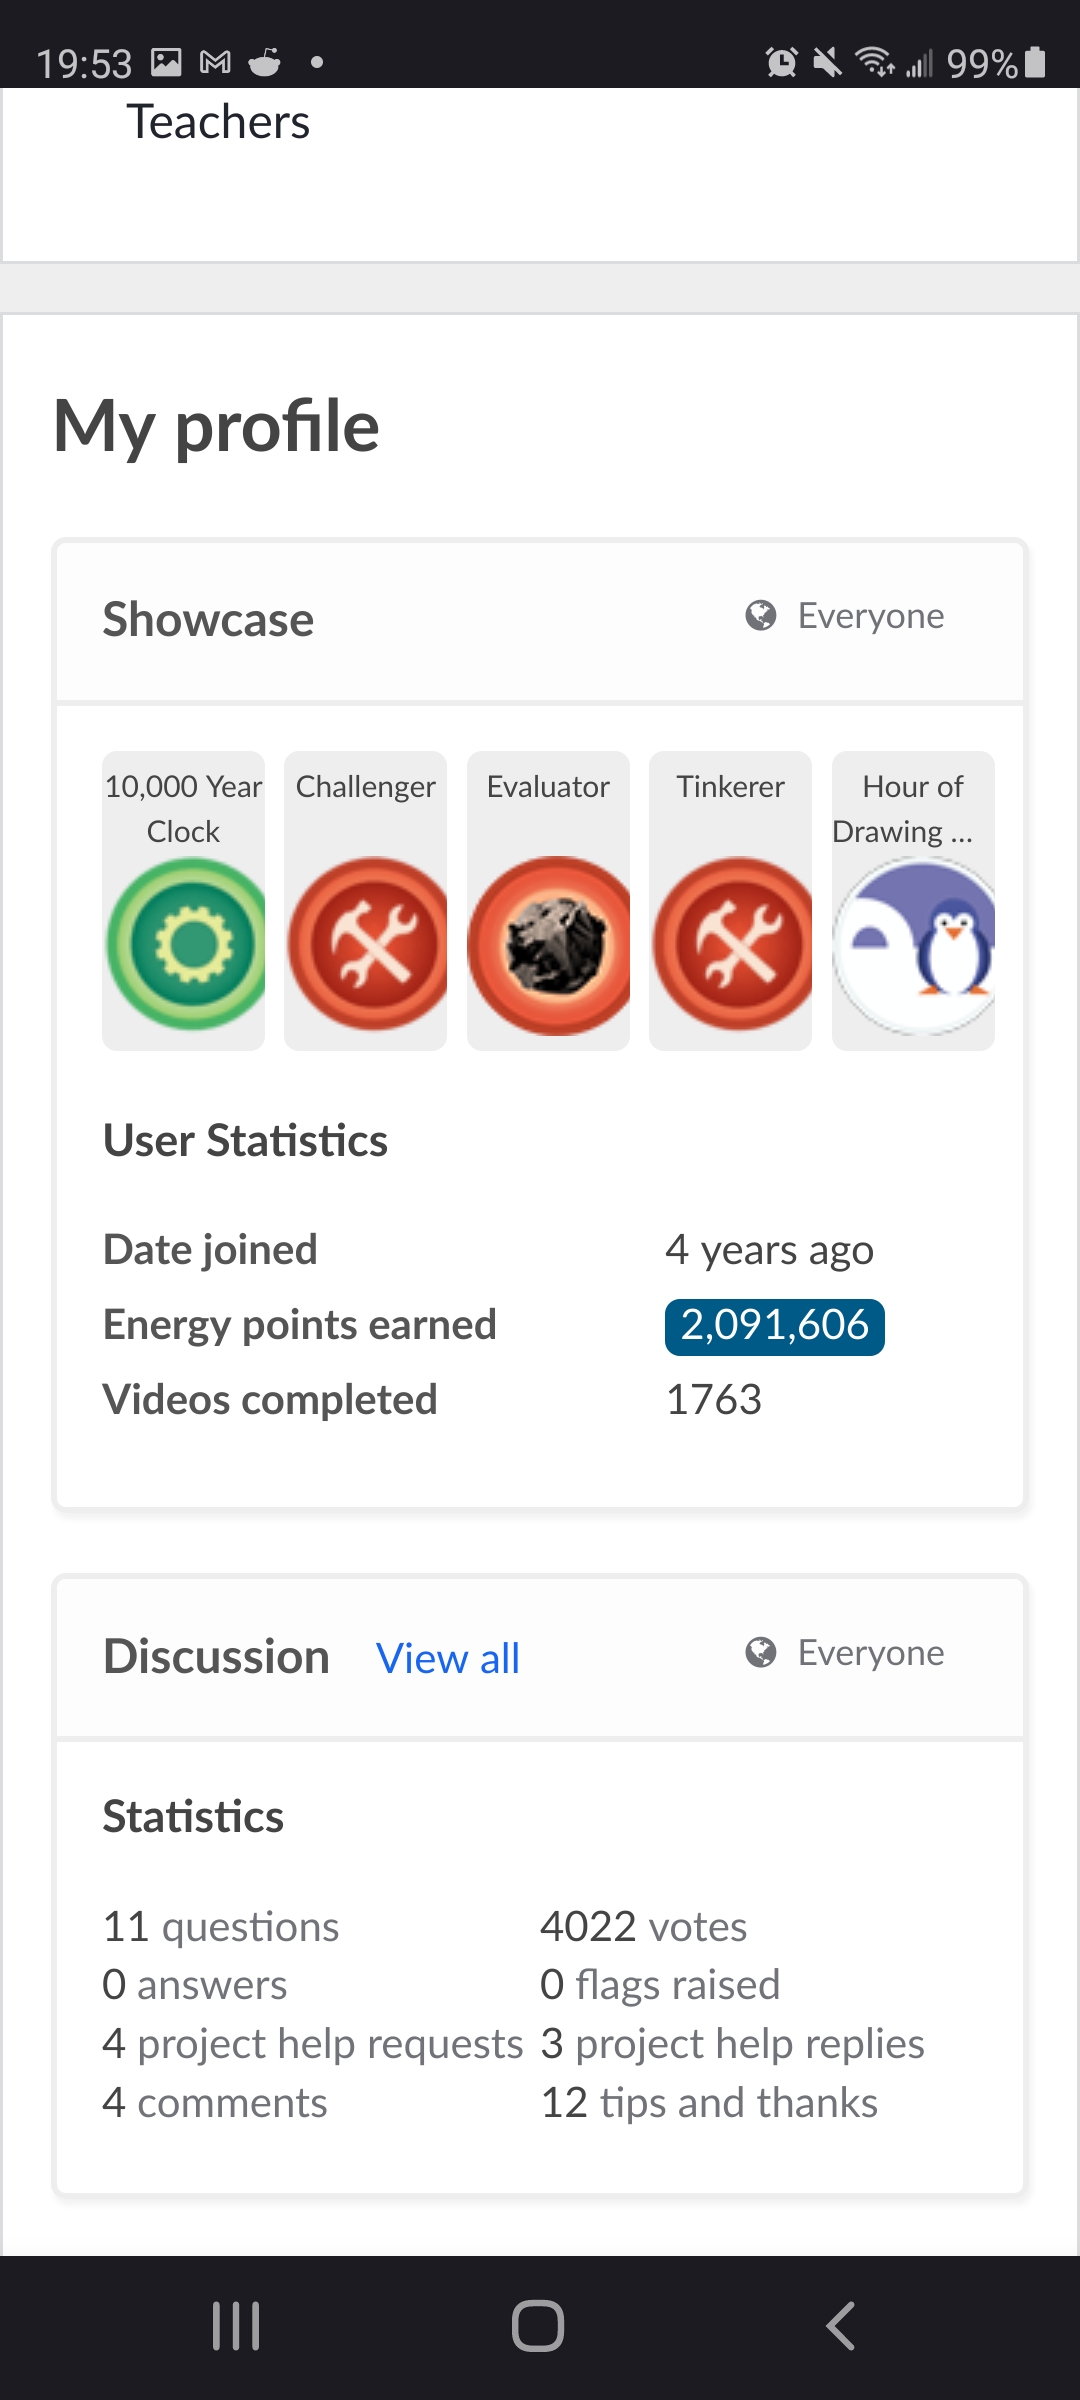 19:53
99%
Teachers
My profile
Showcase
Everyone
10,000 Year
Clock
Challenger
Evaluator
Tinkerer
Hour of
Drawing ...
User Statistics
Date joined 4 years ago
Energy points earned 2,091,606
Videos completed 1763
Discussion View all
Everyone
Statistics
11 questions 4022 votes
0 answers 0 flags raised
4 project help requests 3 project help replies
4 comments 12 tips and thanks